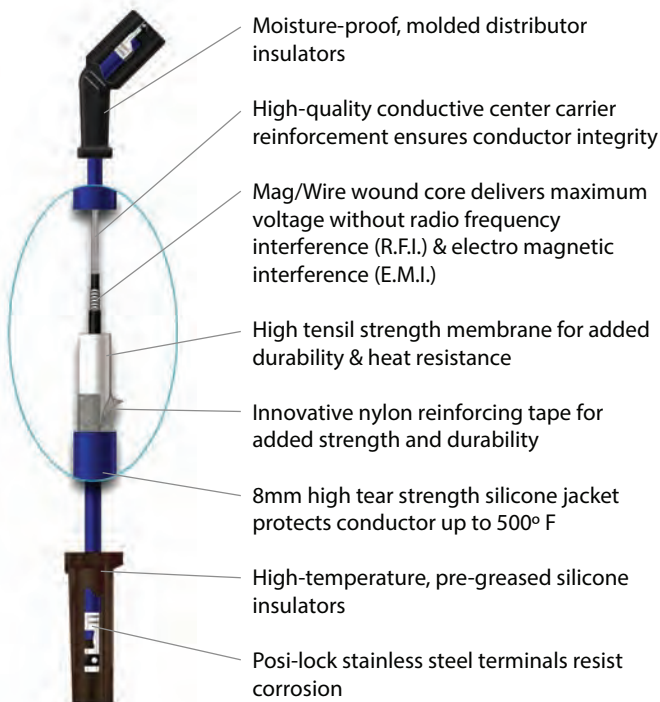 Moisture-proof, molded distributor
insulators
High-quality conductive center carrier
reinforcement ensures conductor integrity
Mag/Wire wound core delivers maximum
voltage without radio frequency
interference (R.F.I.) & electro magnetic
interference (E.M.I.)
High tensil strength membrane for added
durability & heat resistance
Innovative nylon reinforcing tape for
added strength and durability
8mm high tear strength silicone jacket
protects conductor up to 500º F
High-temperature, pre-greased silicone
insulators
Posi-lock stainless steel terminals resist
corrosion